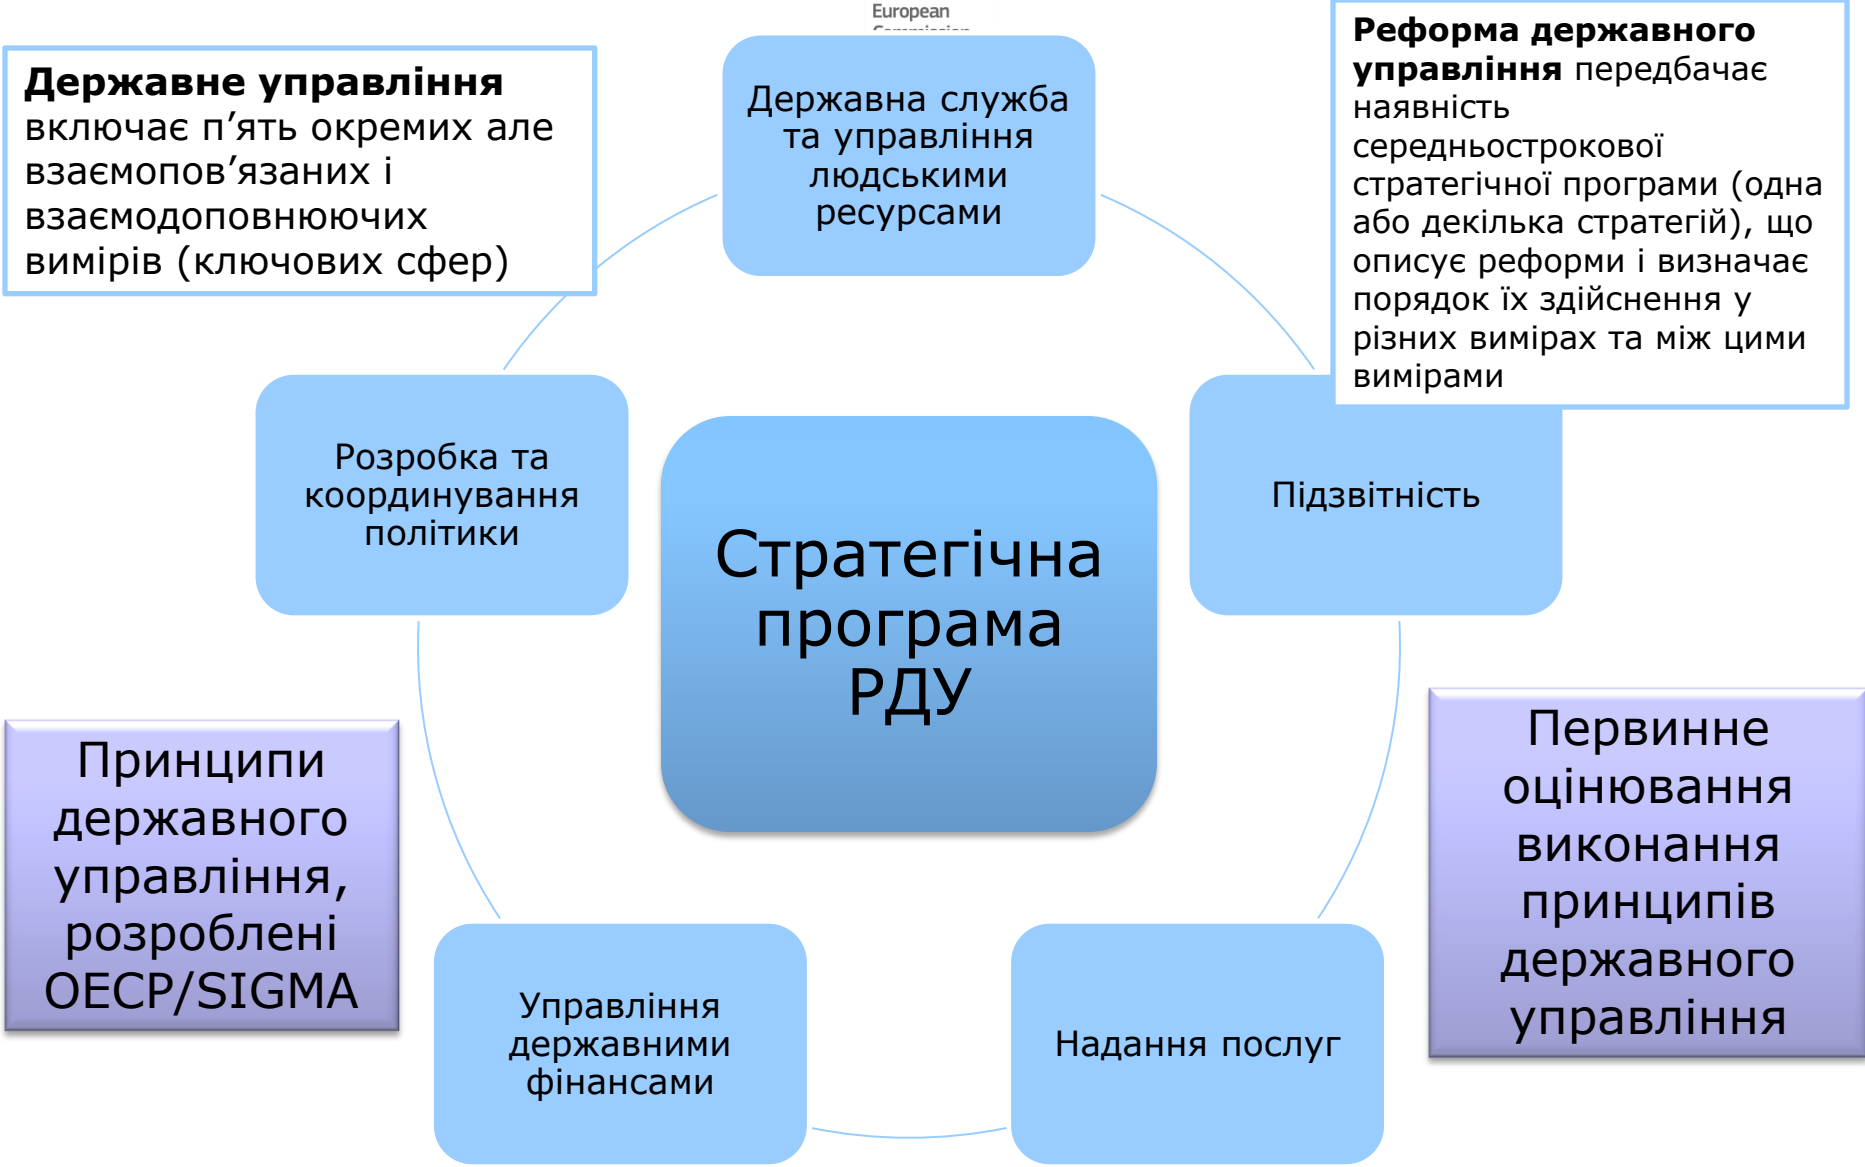 European
Державне управління
включає п’ять окремих але
взаємопов’язаних і
взаємодоповнюючих
вимірів (ключових сфер)
Державна служба
та управління
людськими
ресурсами
Реформа державного
управління передбачає
наявність
середньострокової
стратегічної програми (одна
або декілька стратегій), що
описує реформи і визначає
порядок їх здійснення у
різних вимірах та між цими
вимірами
Розробка та
координування
політики
Стратегічна
програма
РДУ
Підзвітність
Принципи
державного
управління,
розроблені
OECP/SIGMA
Первинне
оцінювання
виконання
принципів
державного
управління
Управління
державними
фінансами
Надання послуг